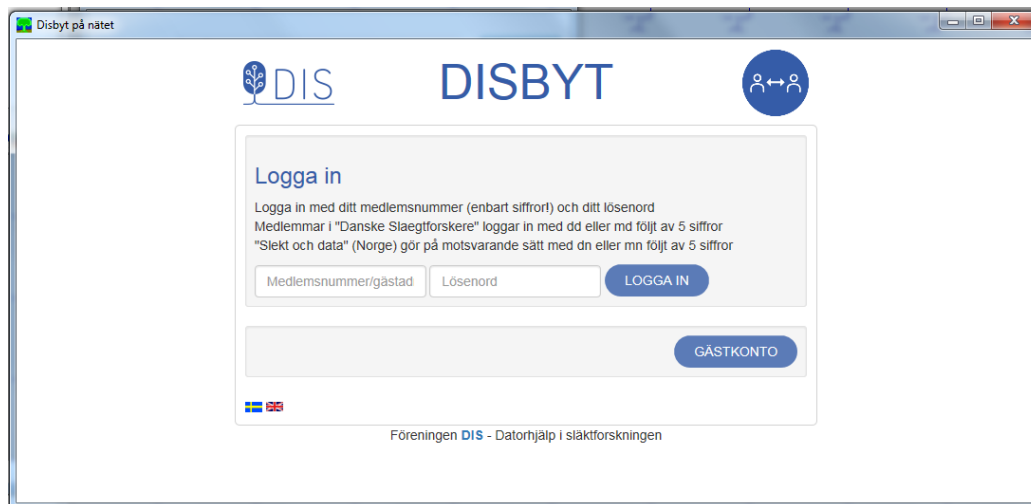 Disbyt på nätet
DIS
DISBYT
Logga in
Logga in med ditt medlemsnummer (enbart siffror!) och ditt lösenord
Medlemmar i "Danske Slaegtforskere" loggar in med dd eller md följt av 5 siffror
"Slekt och data" (Norge) gör på motsvarande sätt med dn eller mn följt av 5 siffror
Medlemsnummer/gästad Lösenord LOGGA IN
GÄSTKONTO
Föreningen DIS - Datorhjälp i släktforskningen